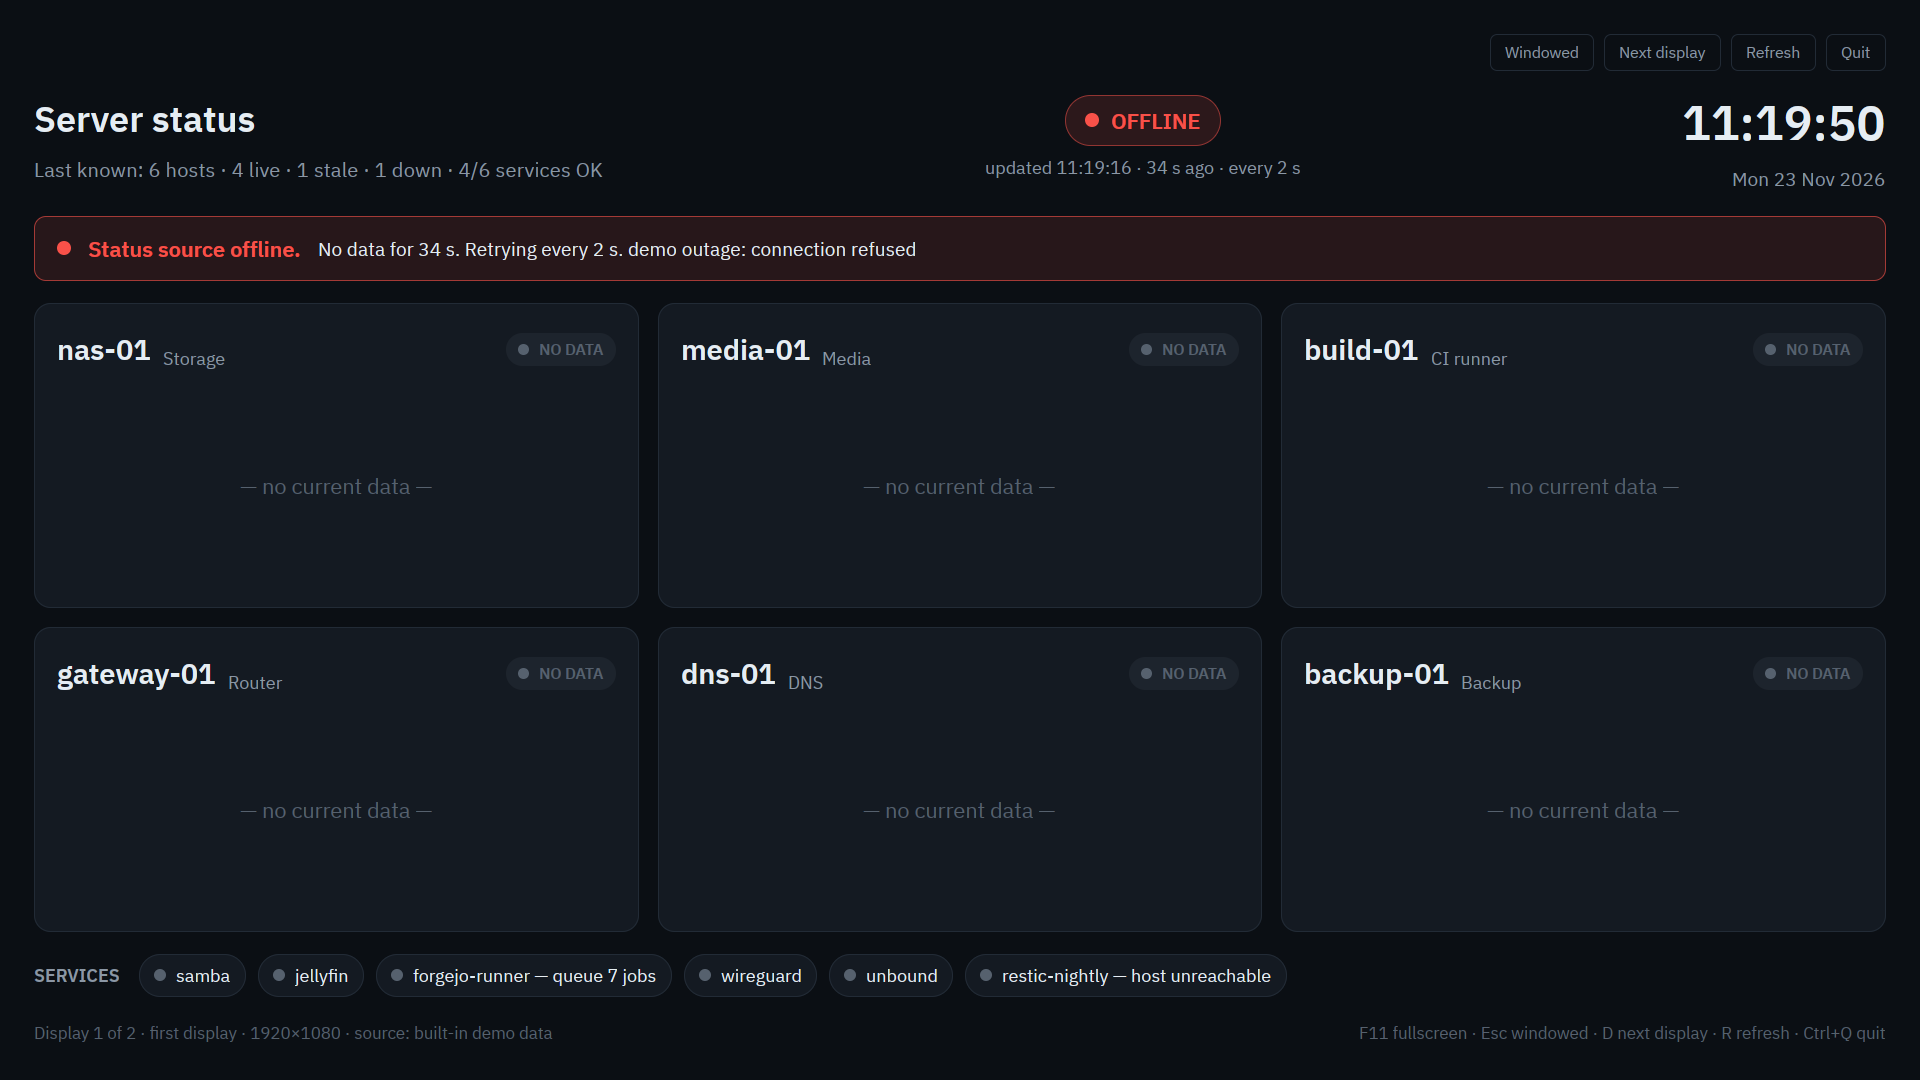 Windowed
Next display
Refresh
Quit
Server status
OFFLINE
11:19:50
Last known: 6 hosts · 4 live · 1 stale · 1 down · 4/6 services OK
updated 11:19:16 · 34 s ago · every 2 s
Mon 23 Nov 2026
Status source offline. No data for 34 s. Retrying every 2 s. demo outage: connection refused
nas-01 Storage
NO DATA
— no current data —
media-01 Media
NO DATA
— no current data —
build-01 CI runner
NO DATA
— no current data —
gateway-01 Router
NO DATA
— no current data —
dns-01 DNS
NO DATA
— no current data —
backup-01 Backup
NO DATA
— no current data —
SERVICES
samba
jellyfin
forgejo-runner — queue 7 jobs
wireguard
unbound
restic-nightly — host unreachable
Display 1 of 2 · first display · 1920×1080 · source: built-in demo data
F11 fullscreen · Esc windowed · D next display · R refresh · Ctrl+Q quit